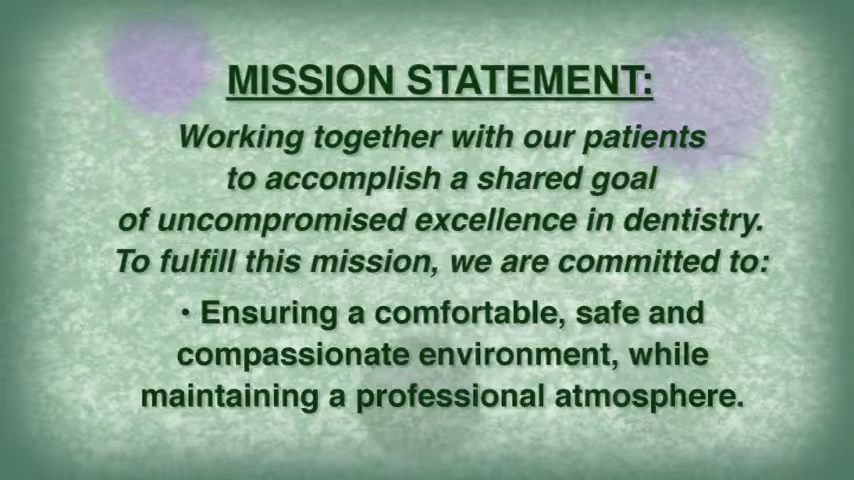 MISSION STATEMENT:
Working together with our patients
to accomplish a shared goal
of uncompromised excellence in dentistry.
To fulfill this mission, we are committed to:
• Ensuring a comfortable, safe and
compassionate environment, while
maintaining a professional atmosphere.